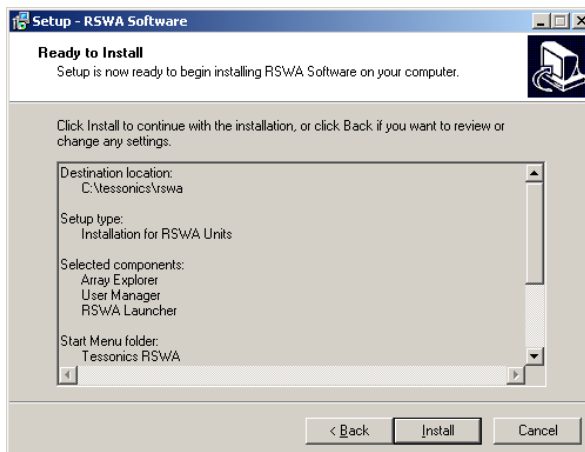 Setup - RSWA Software
Ready to Install
Setup is now ready to begin installing RSWA Software on your computer.
Click Install to continue with the installation, or click Back if you want to review or
change any settings.
Destination location:
C:\tessonics\rswa
Setup type:
Installation for RSWA Units
Selected components:
Array Explorer
User Manager
RSWA Launcher
Start Menu folder:
Tessonics RSWA
< Back
Install
Cancel